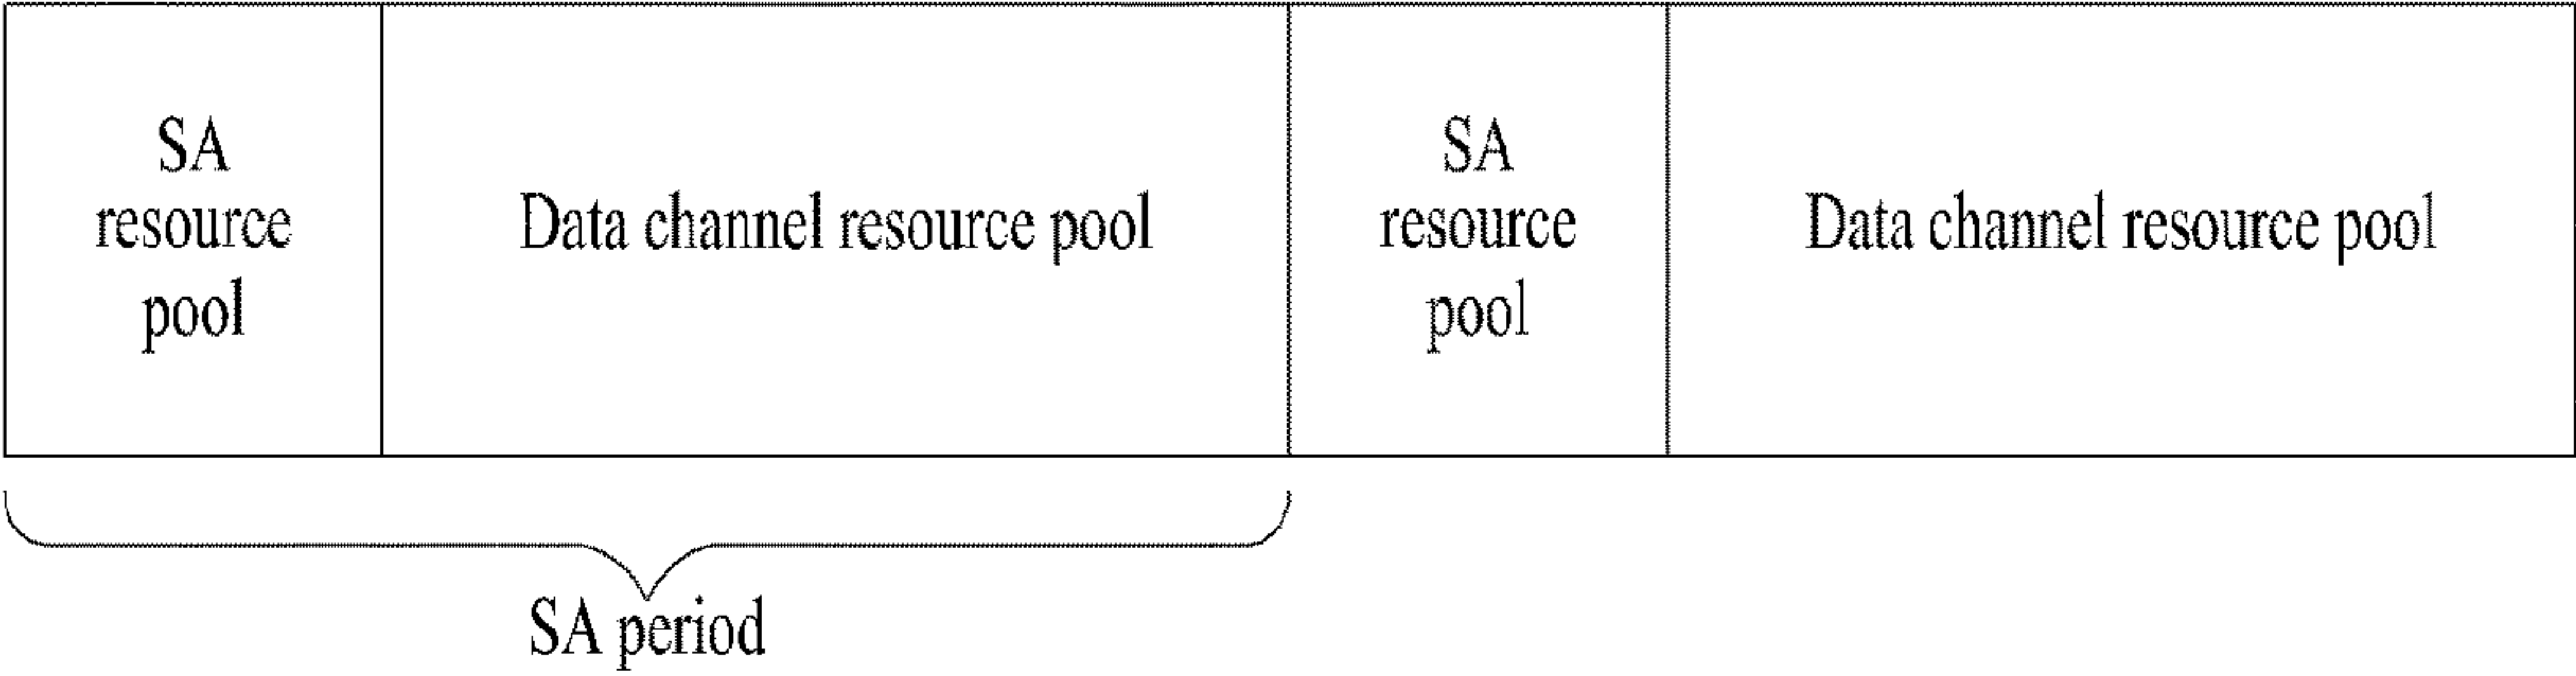 SA
resource
pool
Data channel resource pool
SA
resource
pool
Data channel resource pool
SA period